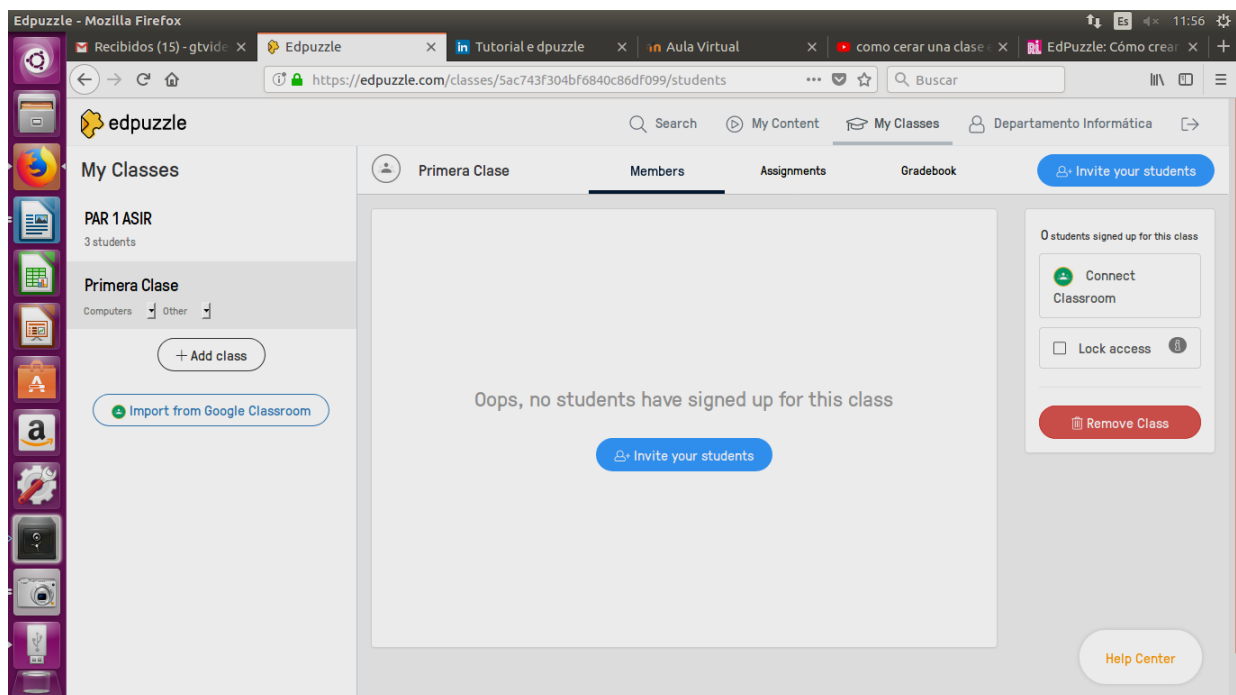 Edpuzzle - Mozilla Firefox
Es
11:56
Recibidos (15) - gtvide
Edpuzzle
in Tutorial e dpuzzle
Aula Virtual
como cerar una clase e
EdPuzzle: Cómo crear
https://edpuzzle.com/classes/5ac743f304bf6840c86df099/students
Buscar
edpuzzle
Search
My Content
My Classes
Departamento Informática
My Classes
Primera Clase
Members
Assignments
Gradebook
Invite your students
PAR 1 ASIR
3 students
Primera Clase
Computers
Other
+ Add class
Import from Google Classroom
Oops, no students have signed up for this class
Invite your students
0 students signed up for this class
Connect
Classroom
Lock access
Remove Class
Help Center